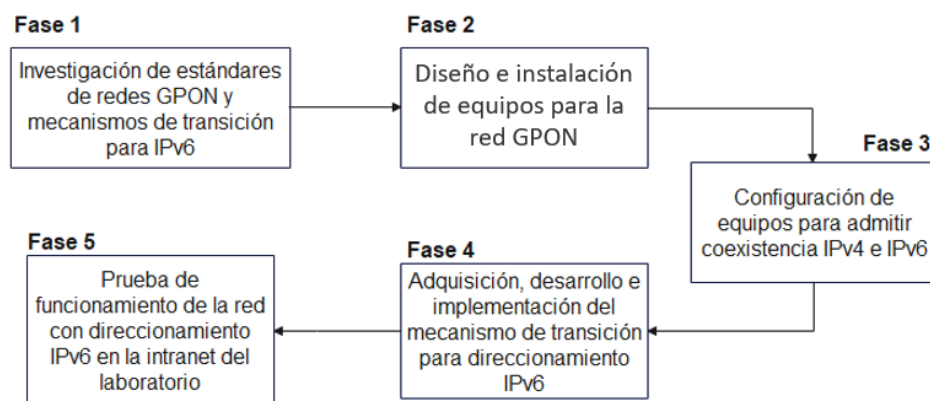 Fase 1
Investigación de estándares
de redes GPON y
mecanismos de transición
para IPv6
Fase 2
Diseño e instalación
de equipos para la
red GPON
Fase 3
Configuración de
equipos para admitir
coexistencia IPv4 e IPv6
Fase 4
Adquisición, desarrollo e
implementación del
mecanismo de transición
para direccionamiento
IPv6
Fase 5
Prueba de
funcionamiento de la red
con direccionamiento
IPv6 en la intranet del
laboratorio